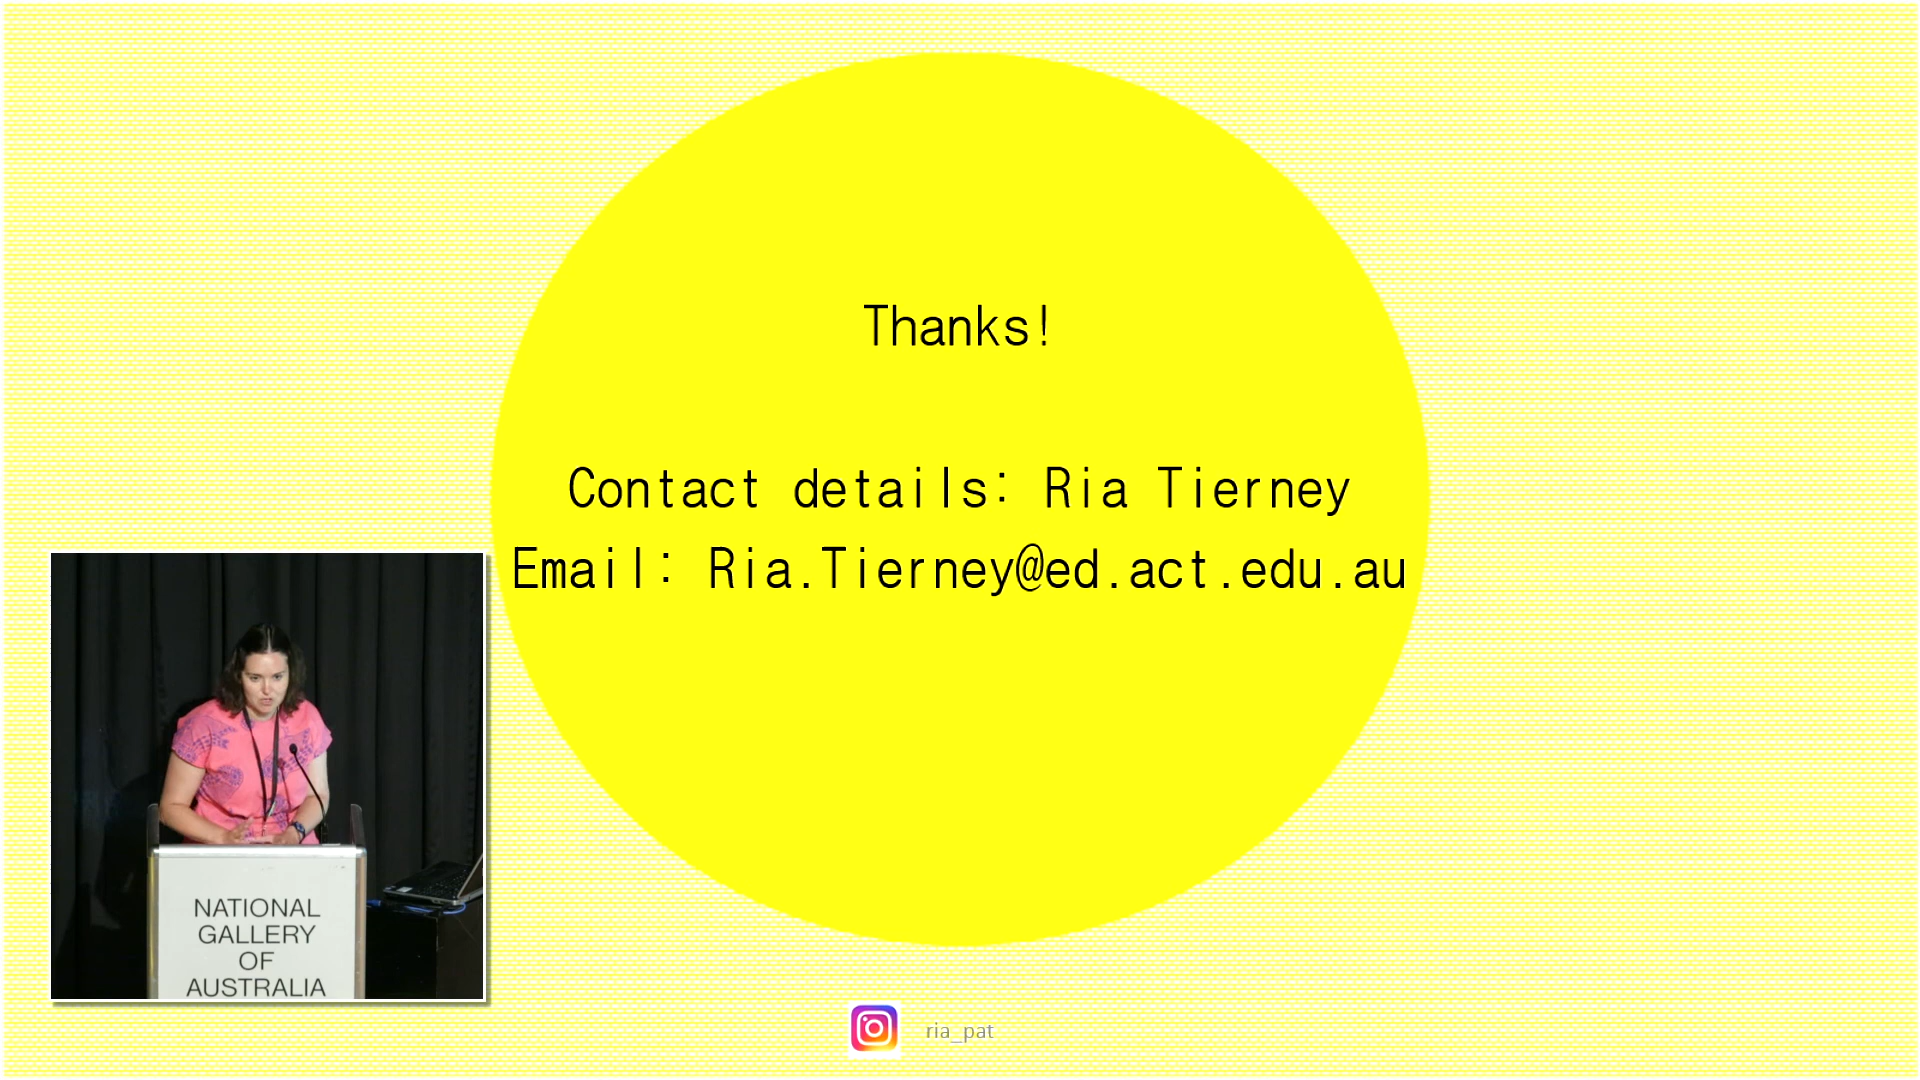 Thanks!
Contact details: Ria Tierney
Email: Ria.Tierney@ed.act.edu.au
NATIONAL
GALLERY
OF
AUSTRALIA
ria_pat